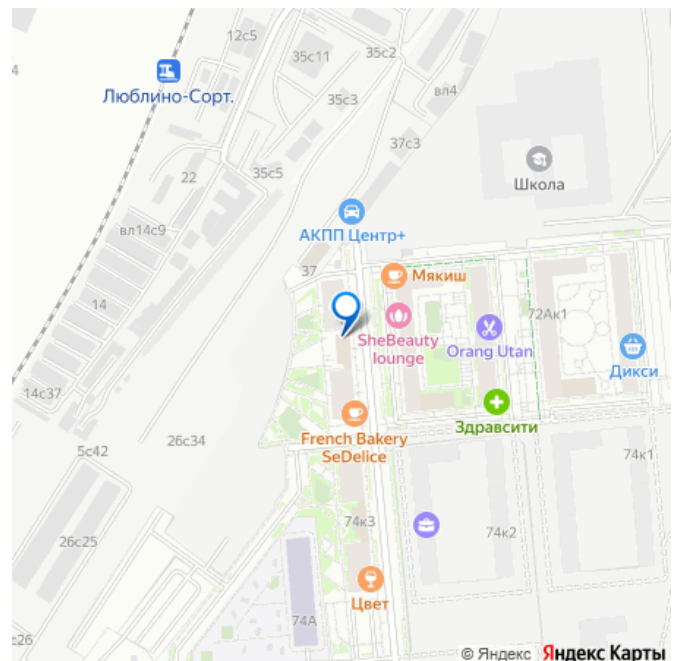 12с5
35с11
35с2
4
Люблино-Сорт.
35с3
вл4
37с3
22
35с5
Школа
вл14с9
АКПП Центр+
37
Мякиш
14
72Ак1
SheBeauty
lounge
Orang Utan
Дикси
14с37
Здравсити
French Bakery
SeDelice
5с42
26с34
74к1
74к3
74к2
26с25
Цвет
74А
с26
© Яндекс Яндекс Карты